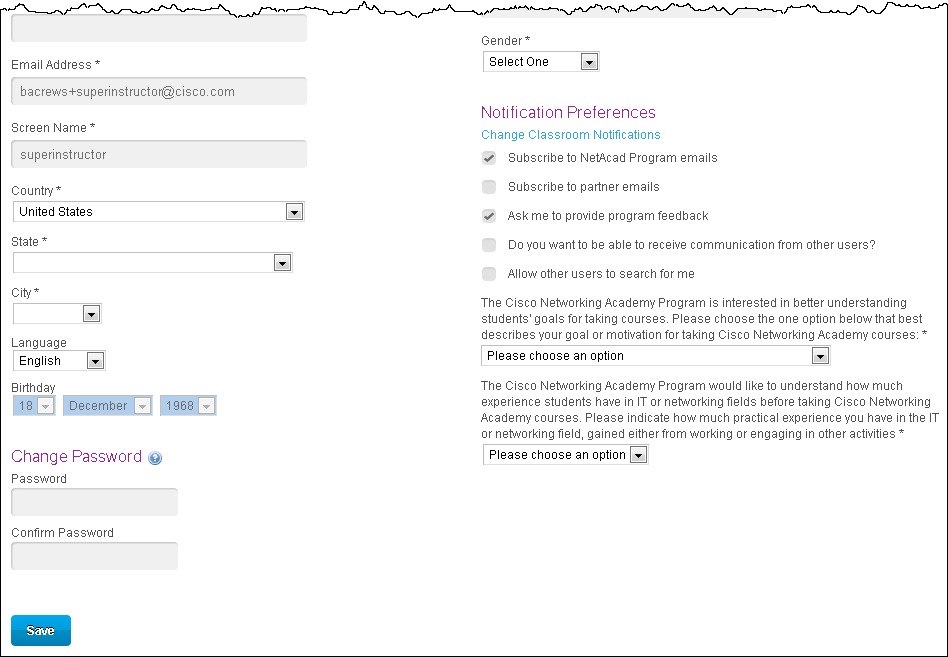 Email Address *
bacrews+superinstructor@cisco.com
Screen Name *
superinstructor
Country *
United States
State *
City *
Language
English
Birthday
18 December 1968
Change Password ?
Password
Confirm Password
Save
Gender *
Select One
Notification Preferences
Change Classroom Notifications
Subscribe to NetAcad Program emails
Subscribe to partner emails
Ask me to provide program feedback
Do you want to be able to receive communication from other users?
Allow other users to search for me
The Cisco Networking Academy Program is interested in better understanding
students' goals for taking courses. Please choose the one option below that best
describes your goal or motivation for taking Cisco Networking Academy courses: *
Please choose an option
The Cisco Networking Academy Program would like to understand how much
experience students have in IT or networking fields before taking Cisco Networking
Academy courses. Please indicate how much practical experience you have in the IT
or networking field, gained either from working or engaging in other activities *
Please choose an option